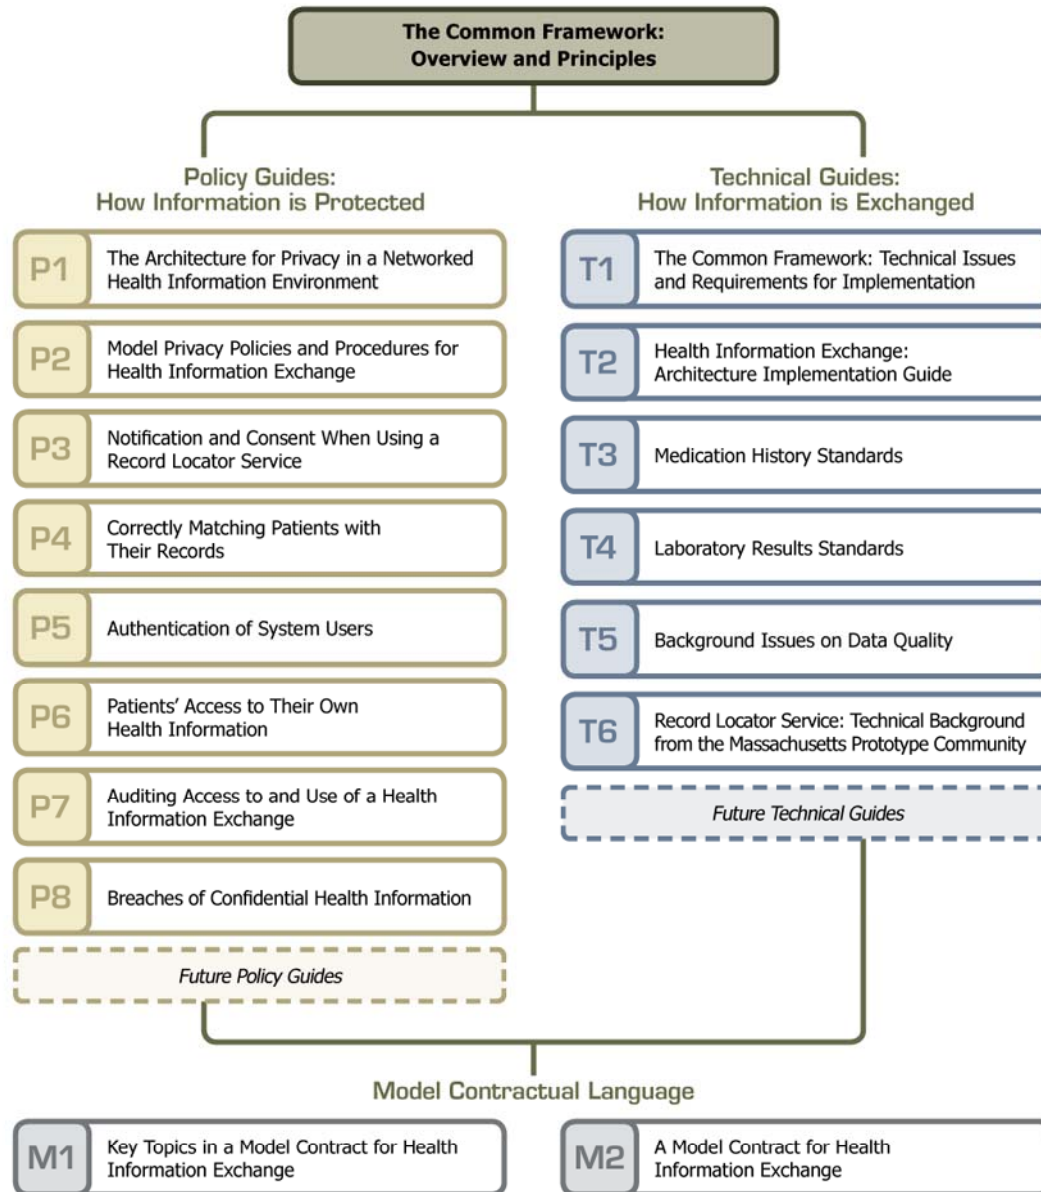 The Common Framework:
Overview and Principles
Policy Guides:
How Information is Protected
P1
The Architecture for Privacy in a Networked
Health Information Environment
P2
Model Privacy Policies and Procedures for
Health Information Exchange
P3
Notification and Consent When Using a
Record Locator Service
P4
Correctly Matching Patients with
Their Records
P5
Authentication of System Users
P6
Patients’ Access to Their Own
Health Information
P7
Auditing Access to and Use of a Health
Information Exchange
P8
Breaches of Confidential Health Information
Future Policy Guides
Technical Guides:
How Information is Exchanged
T1
The Common Framework: Technical Issues
and Requirements for Implementation
T2
Health Information Exchange:
Architecture Implementation Guide
T3
Medication History Standards
T4
Laboratory Results Standards
T5
Background Issues on Data Quality
T6
Record Locator Service: Technical Background
from the Massachusetts Prototype Community
Future Technical Guides
Model Contractual Language
M1
Key Topics in a Model Contract for Health
Information Exchange
M2
A Model Contract for Health
Information Exchange